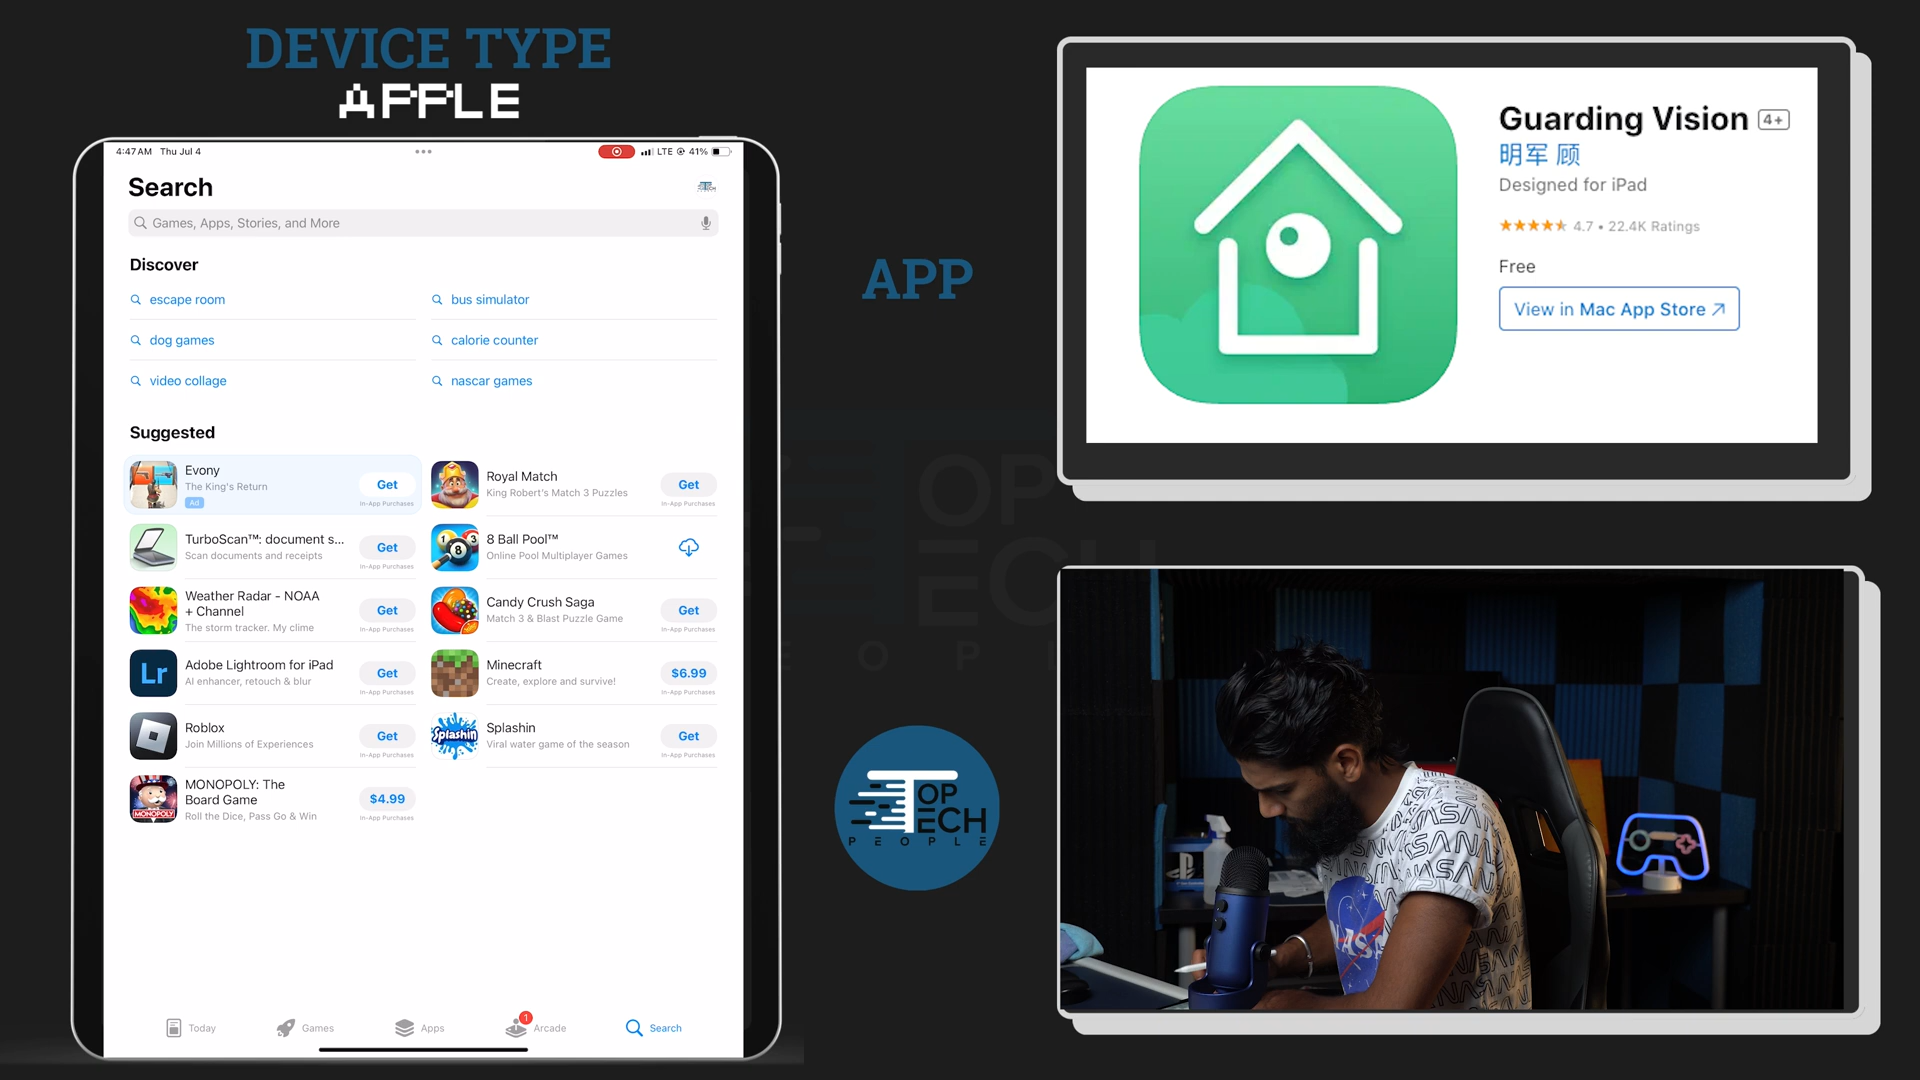 DEVICE TYPE
APPLE
4:47 AM Thu Jul 4
LTE 41%
Search
Games, Apps, Stories, and More
Discover
escape room
bus simulator
dog games
calorie counter
video collage
nascar games
Suggested
Evony
The King's Return
Ad
Get
In-App Purchases
Royal Match
King Robert's Match 3 Puzzles
Get
In-App Purchases
TurboScan™: document s...
Scan documents and receipts
Get
In-App Purchases
8 Ball Pool™
Online Pool Multiplayer Games
Weather Radar - NOAA
+ Channel
The storm tracker. My clime
Get
In-App Purchases
Candy Crush Saga
Match 3 & Blast Puzzle Game
Get
In-App Purchases
Lr
Adobe Lightroom for iPad
AI enhancer, retouch & blur
Get
In-App Purchases
Minecraft
Create, explore and survive!
$6.99
In-App Purchases
Roblox
Join Millions of Experiences
Get
In-App Purchases
Splashin
Splashin
Viral water game of the season
Get
In-App Purchases
MONOPOLY
MONOPOLY: The
Board Game
Roll the Dice, Pass Go & Win
$4.99
In-App Purchases
Today
Games
Apps
1
Arcade
Search
APP
TOP
TECH
PEOPLE
Guarding Vision 4+
明军 顾
Designed for iPad
4.7 • 22.4K Ratings
Free
View in Mac App Store
NASA